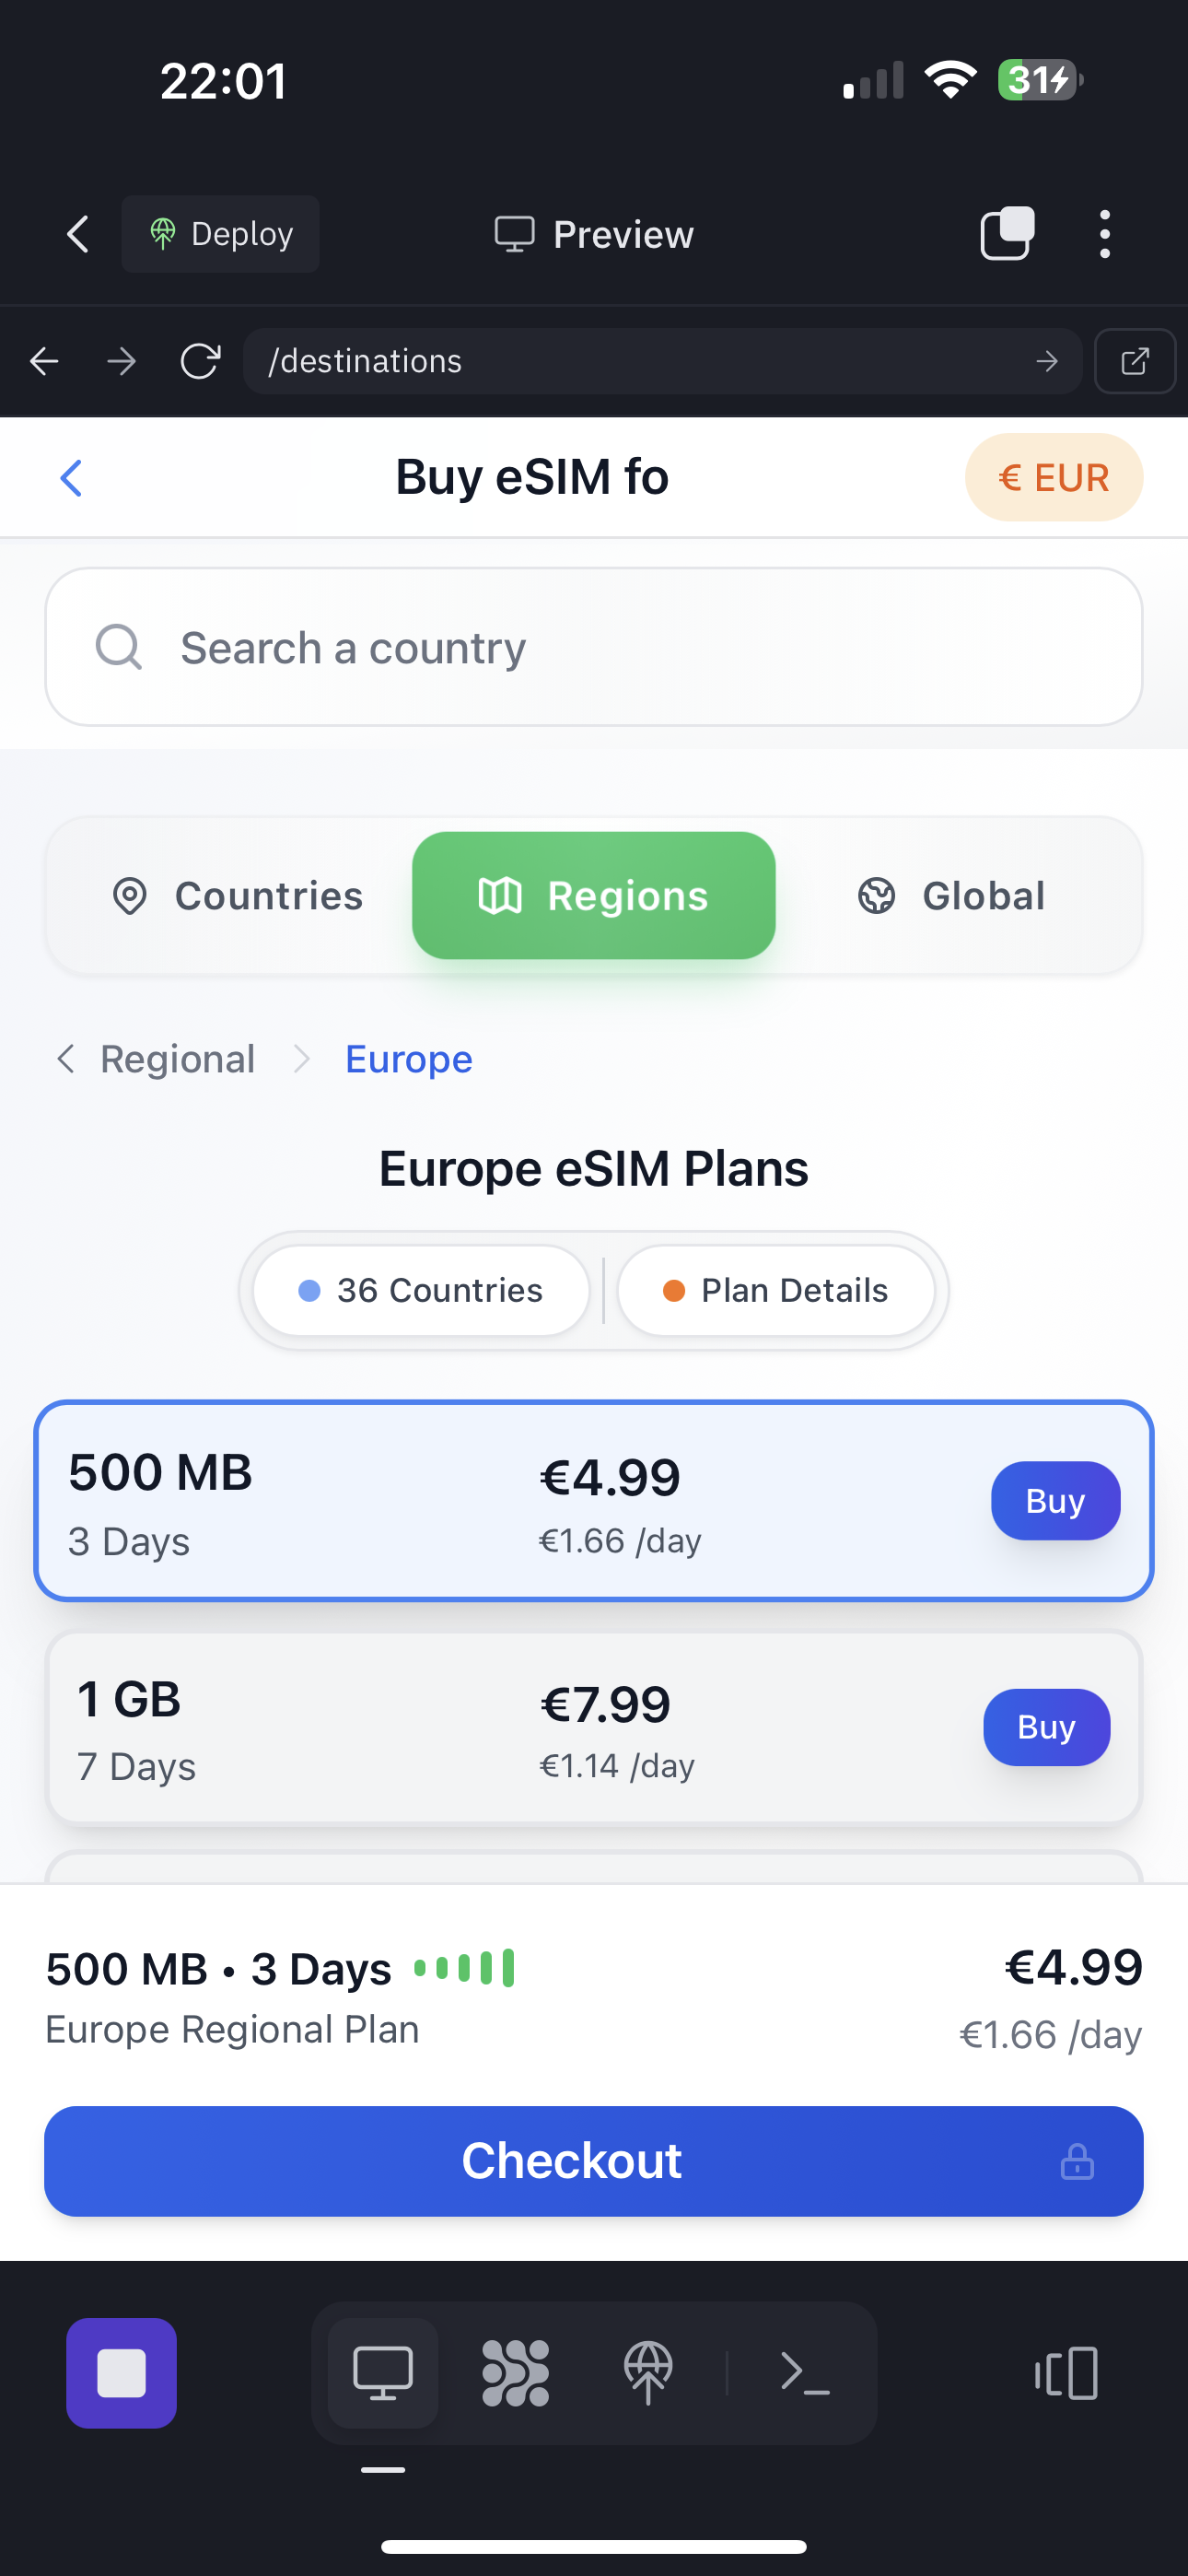 22:01
31
Deploy
Preview
/destinations
Buy eSIM fo
€ EUR
Search a country
Countries
Regions
Global
Regional
Europe
Europe eSIM Plans
36 Countries
Plan Details
500 MB
€4.99
Buy
3 Days
€1.66 /day
1 GB
€7.99
Buy
7 Days
€1.14 /day
500 MB • 3 Days
€4.99
Europe Regional Plan
€1.66 /day
Checkout